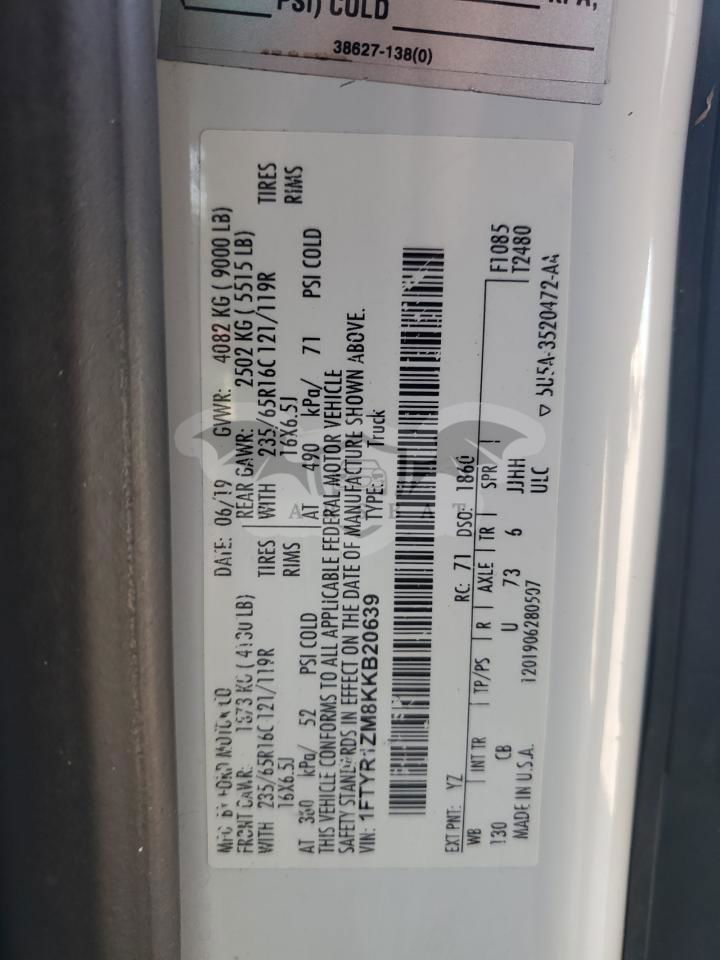 PSI) COLD
KPA,
38627-138(0)
MFG BY FORD MOTOR CO
DATE: 06/19 GVWR: 4082 KG ( 9000 LB)
FRONT GAWR: 1873 KG ( 4130 LB) REAR GAWR: 2502 KG ( 5515 LB)
WITH 235/65R16C 121/119R TIRES WITH 235/65R16C 121/119R TIRES
16X6.5J RIMS 16X6.5J RIMS
AT 360 kPa/ 52 PSI COLD AT 490 kPa/ 71 PSI COLD
THIS VEHICLE CONFORMS TO ALL APPLICABLE FEDERAL MOTOR VEHICLE
SAFETY STANDARDS IN EFFECT ON THE DATE OF MANUFACTURE SHOWN ABOVE.
VIN: 1FTYR1ZM8KKB20639 TYPE: Truck
EXT PNT: YZ RC: 71 DSO: 1860
WB INT TR TP/PS R AXLE TR SPR F1085
130 CB U 73 6 JJHH T2480
MADE IN U.S.A. 1201906280507 ULC
5U5A-3520472-AA